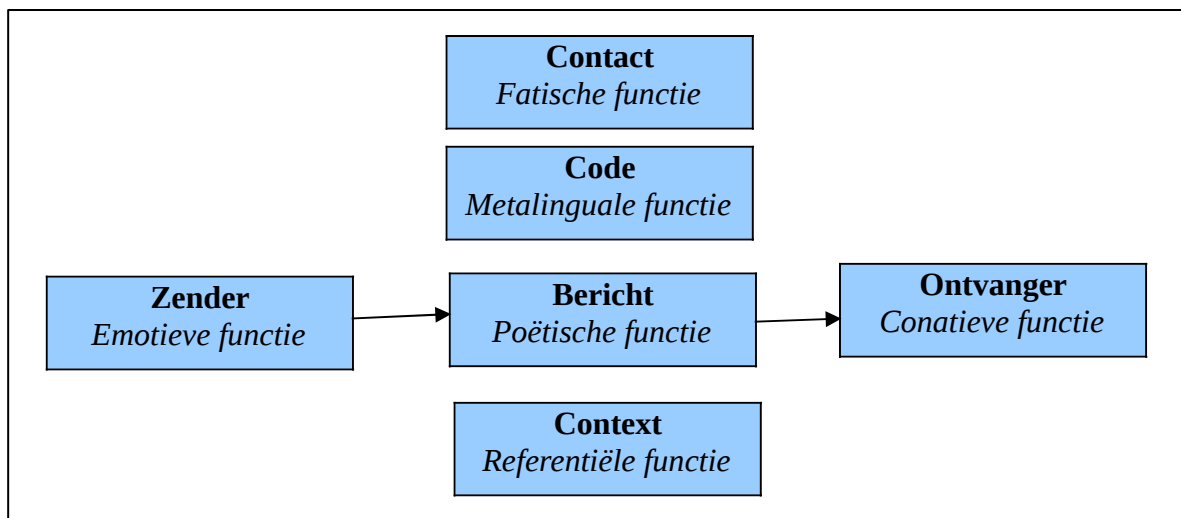 Contact
Fatische functie
Code
Metalinguale functie
Zender
Emotieve functie
Bericht
Poëtische functie
Ontvanger
Conatieve functie
Context
Referentiële functie